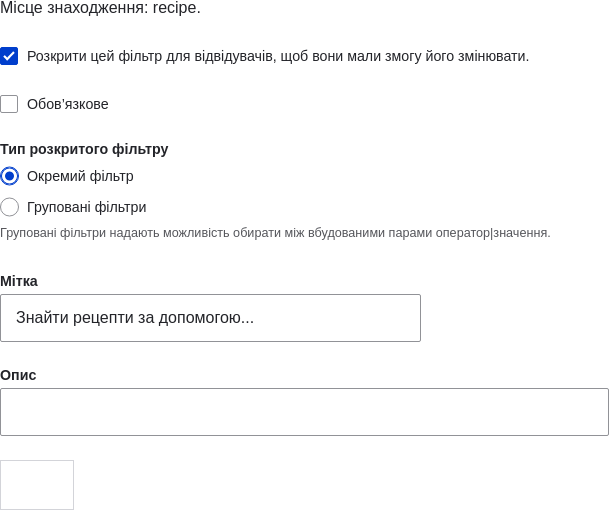 Місце знаходження: recipe.
Розкрити цей фільтр для відвідувачів, щоб вони мали змогу його змінювати.
Обов’язкове
Тип розкритого фільтру
Окремий фільтр
Груповані фільтри
Груповані фільтри надають можливість обирати між вбудованими парами оператор|значення.
Мітка
Знайти рецепти за допомогою...
Опис